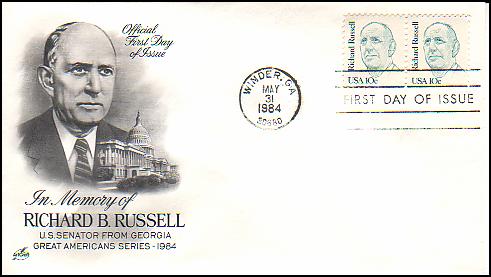 Official
First Day
of Issue
Richard Russell
USA 10c
Richard Russell
USA 10c
WINDER, GA
MAY
31
1984
30680
FIRST DAY OF ISSUE
In Memory of
RICHARD B. RUSSELL
U.S. SENATOR FROM GEORGIA
GREAT AMERICANS SERIES - 1984